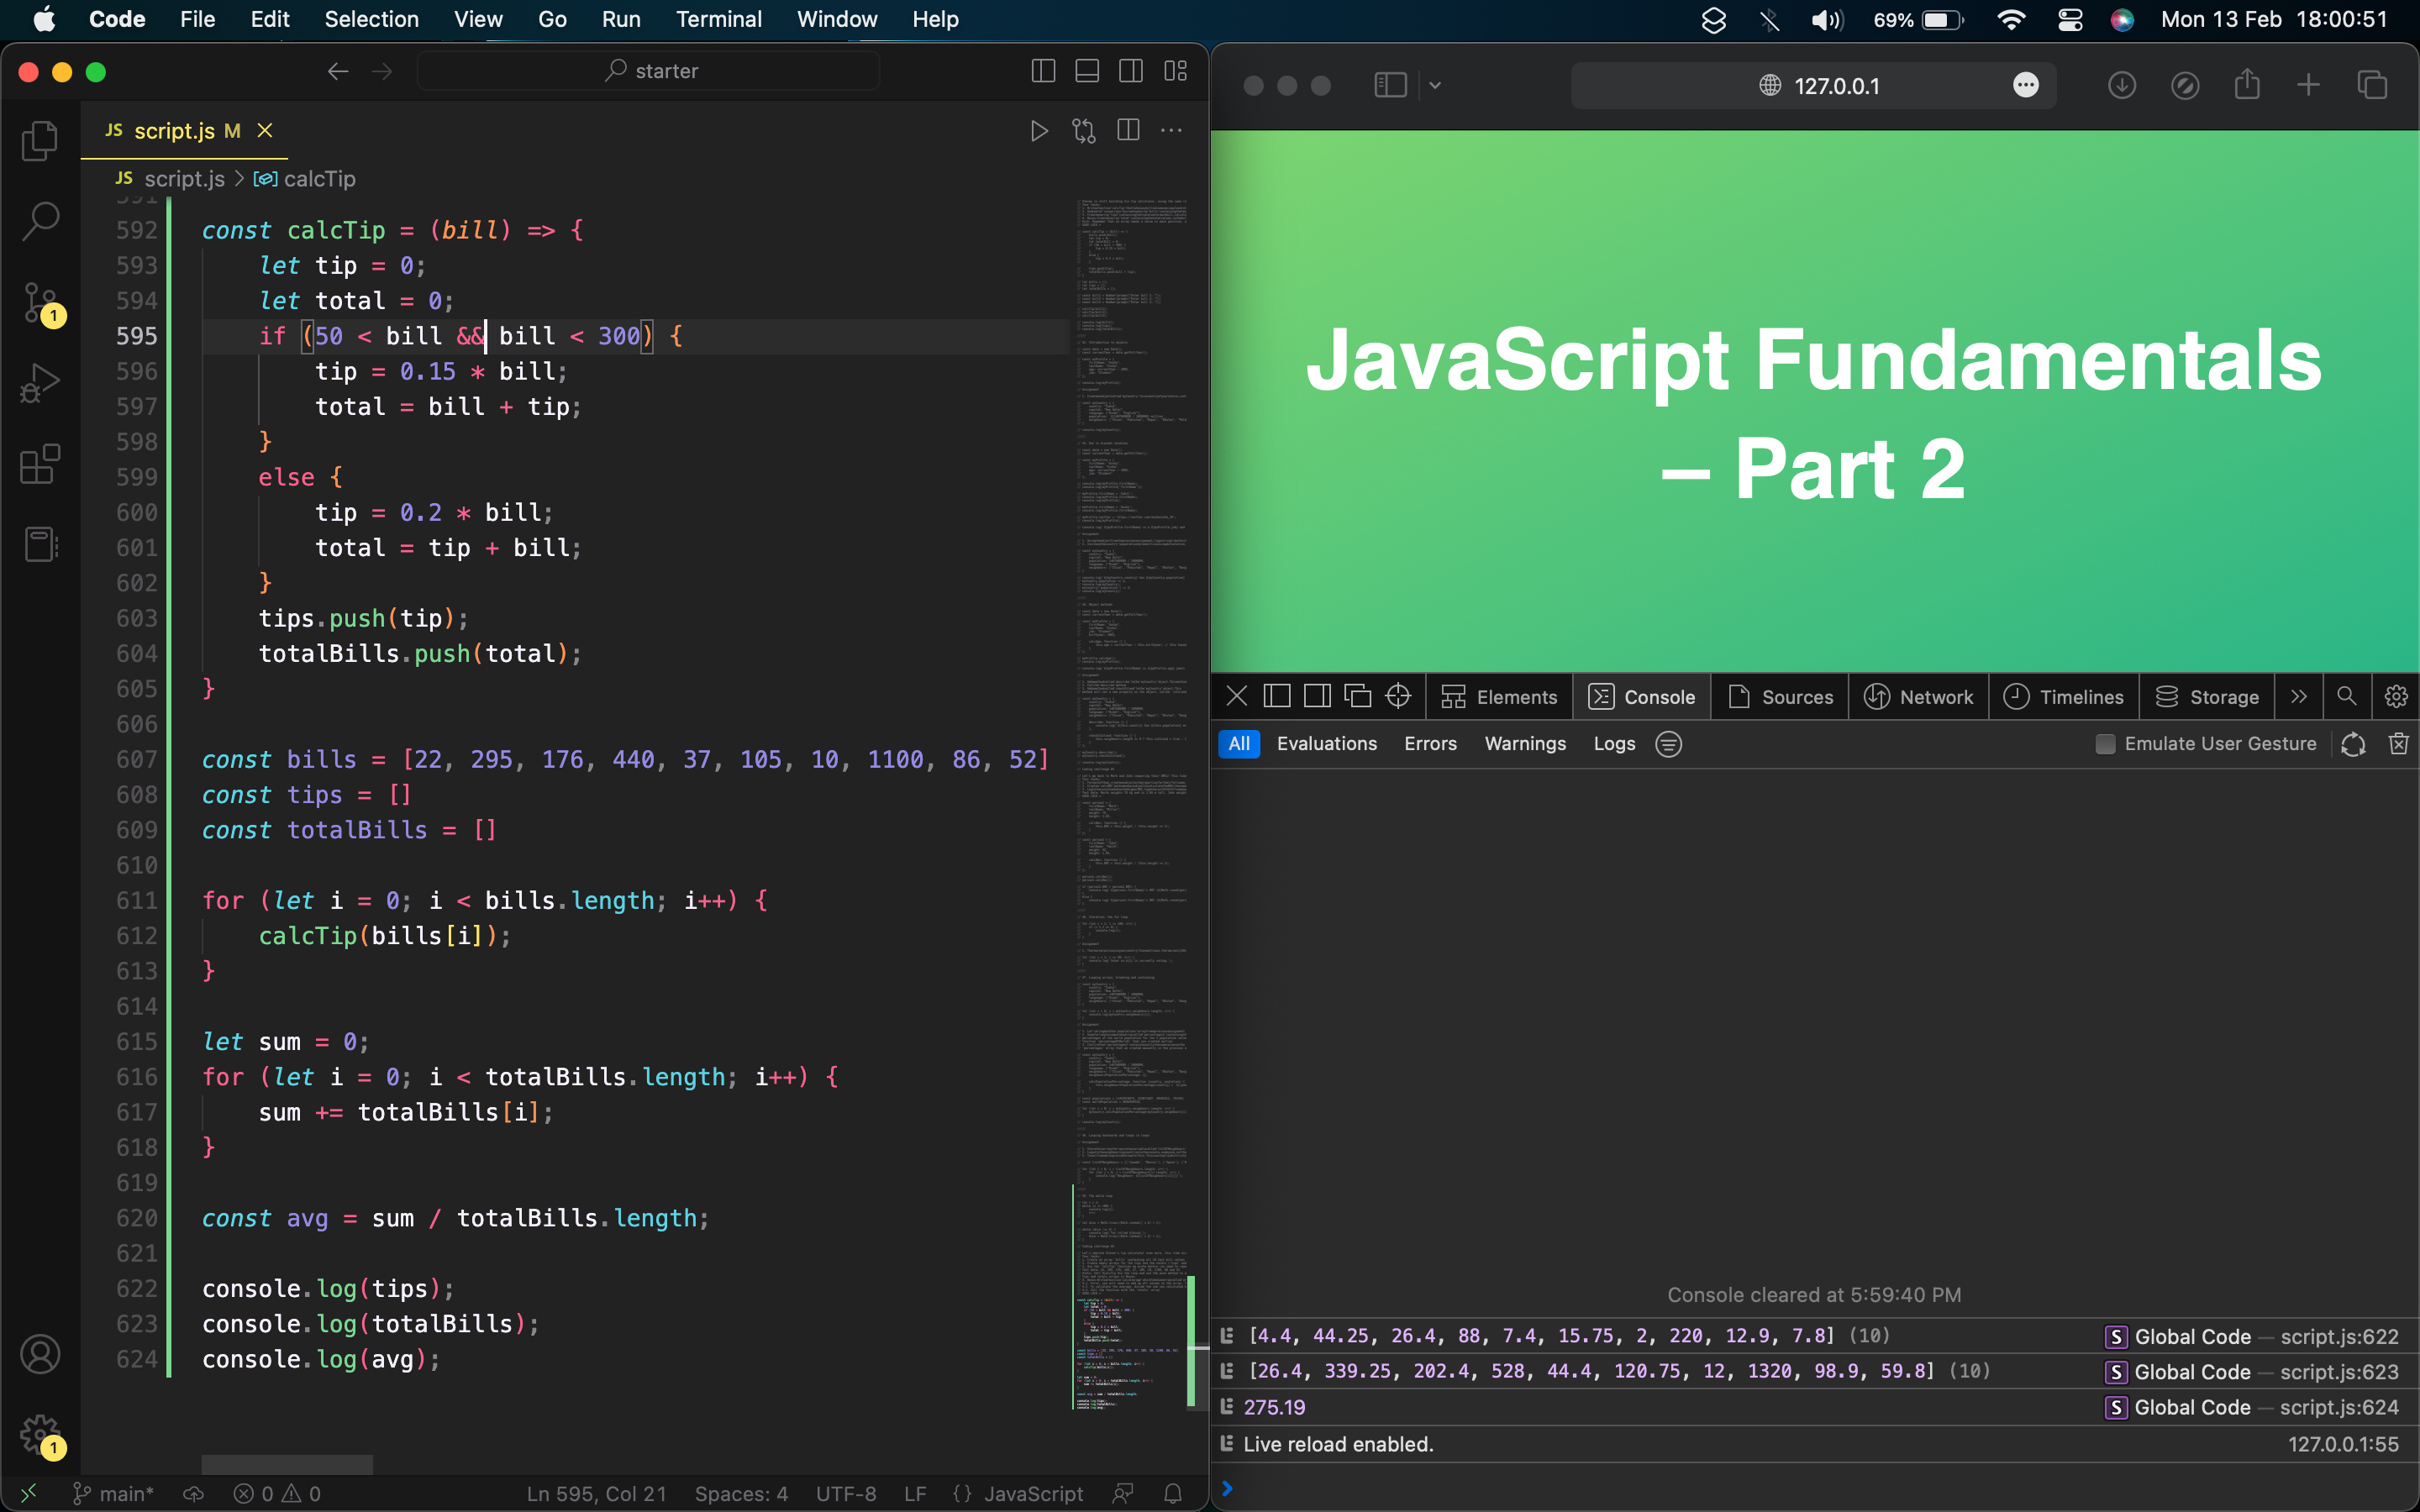 Code File Edit Selection View Go Run Terminal Window Help 69% Mon 13 Feb 18:00:51
starter
JS script.js M
JS script.js > calcTip
591
592 const calcTip = (bill) => {
593 let tip = 0;
594 let total = 0;
595 if (50 < bill && bill < 300) {
596 tip = 0.15 * bill;
597 total = bill + tip;
598 }
599 else {
600 tip = 0.2 * bill;
601 total = tip + bill;
602 }
603 tips.push(tip);
604 totalBills.push(total);
605 }
606
607 const bills = [22, 295, 176, 440, 37, 105, 10, 1100, 86, 52]
608 const tips = []
609 const totalBills = []
610
611 for (let i = 0; i < bills.length; i++) {
612 calcTip(bills[i]);
613 }
614
615 let sum = 0;
616 for (let i = 0; i < totalBills.length; i++) {
617 sum += totalBills[i];
618 }
619
620 const avg = sum / totalBills.length;
621
622 console.log(tips);
623 console.log(totalBills);
624 console.log(avg);
1
1
main* 0 0 Ln 595, Col 21 Spaces: 4 UTF-8 LF {} JavaScript
127.0.0.1
JavaScript Fundamentals
– Part 2
Elements Console Sources Network Timelines Storage
All Evaluations Errors Warnings Logs Emulate User Gesture
Console cleared at 5:59:40 PM
[4.4, 44.25, 26.4, 88, 7.4, 15.75, 2, 220, 12.9, 7.8] (10) S Global Code — script.js:622
[26.4, 339.25, 202.4, 528, 44.4, 120.75, 12, 1320, 98.9, 59.8] (10) S Global Code — script.js:623
275.19 S Global Code — script.js:624
Live reload enabled. 127.0.0.1:55